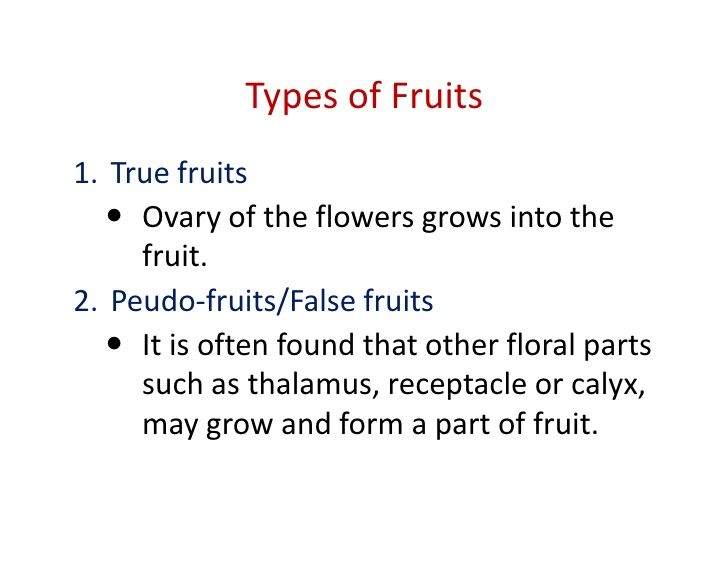 Types of Fruits
1. True fruits
• Ovary of the flowers grows into the
fruit.
2. Peudo-fruits/False fruits
• It is often found that other floral parts
such as thalamus, receptacle or calyx,
may grow and form a part of fruit.